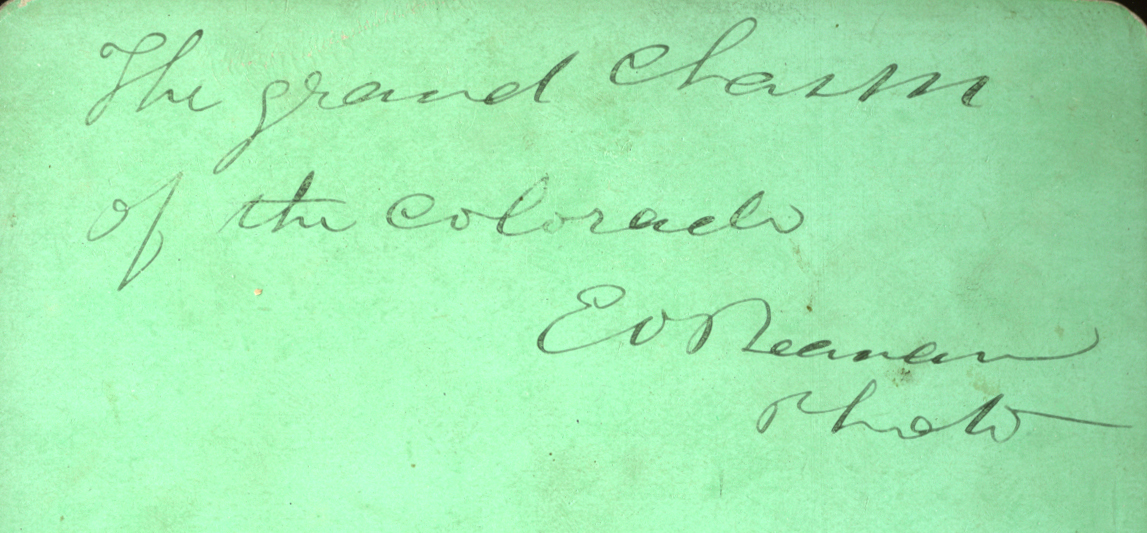 The grand Chasm
of the Colorado
E O Beaman
Photo